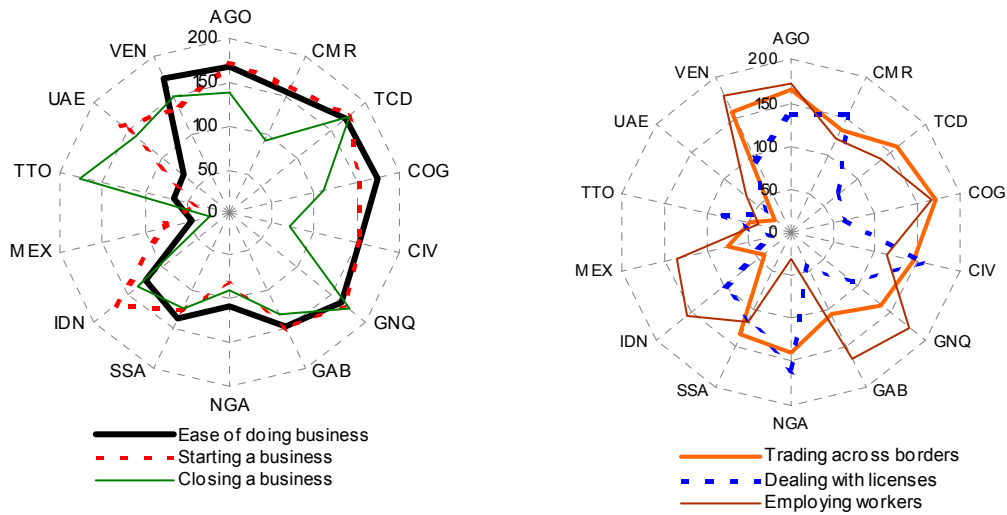 AGO
CMR
TCD
COG
CIV
GNQ
GAB
NGA
SSA
IDN
MEX
TTO
UAE
VEN
200
150
100
50
0
Ease of doing business
Starting a business
Closing a business
AGO
CMR
TCD
COG
CIV
GNQ
GAB
NGA
SSA
IDN
MEX
TTO
UAE
VEN
200
150
100
50
0
Trading across borders
Dealing with licenses
Employing workers